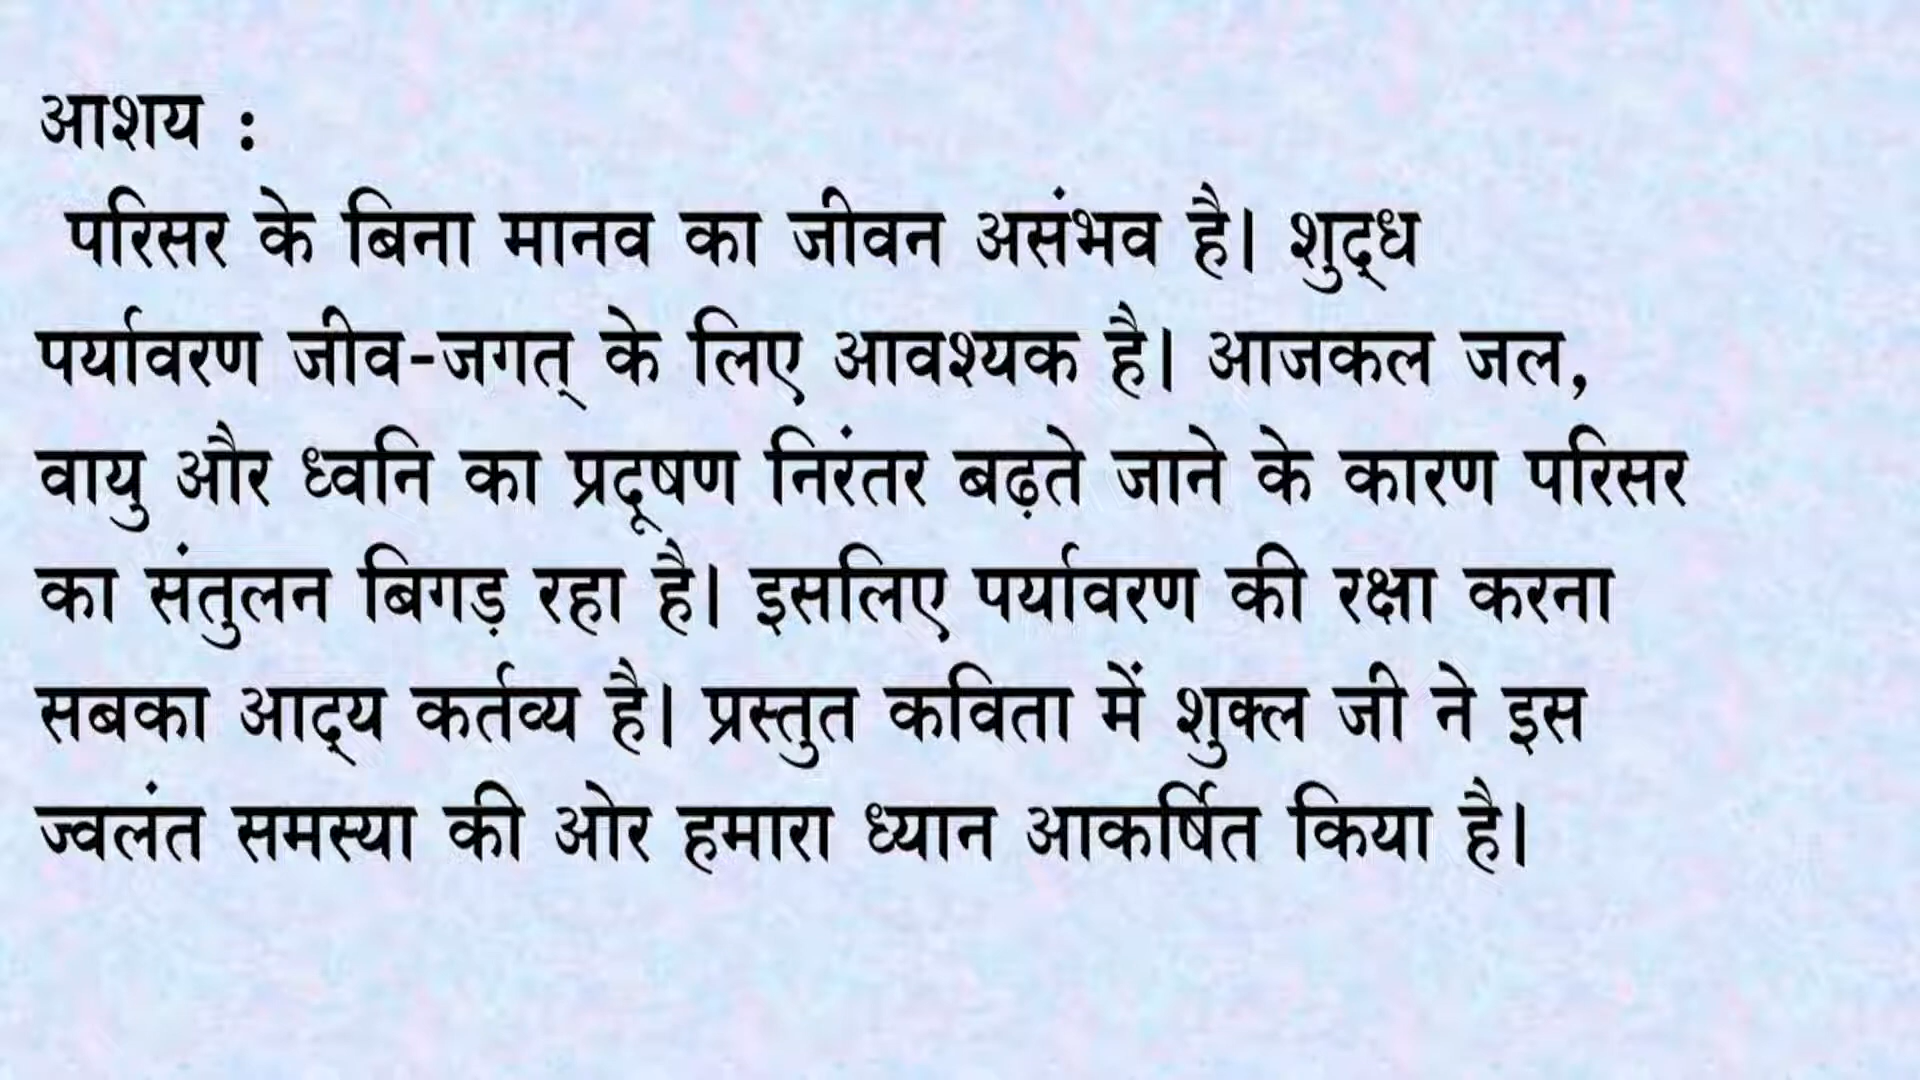 आशय :
परिसर के बिना मानव का जीवन असंभव है। शुद्‌ध
पर्यावरण जीव-जगत् के लिए आवश्यक है। आजकल जल,
वायु और ध्वनि का प्रदूषण निरंतर बढ़ते जाने के कारण परिसर
का संतुलन बिगड़ रहा है। इसलिए पर्यावरण की रक्षा करना
सबका आद्‌य कर्तव्य है। प्रस्तुत कविता में शुक्ल जी ने इस
ज्वलंत समस्या की ओर हमारा ध्यान आकर्षित किया है।